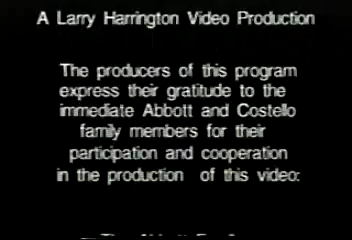 A Larry Harrington Video Production
The producers of this program
express their gratitude to the
immediate Abbott and Costello
family members for their
participation and cooperation
in the production of this video: